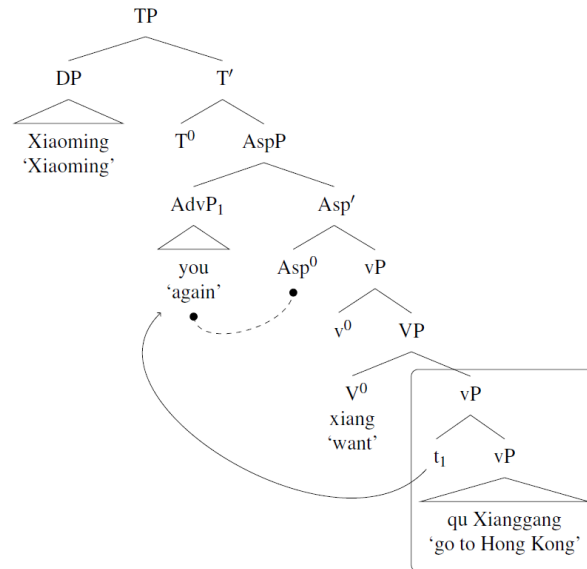 TP
DP T′
Xiaoming
‘Xiaoming’
T⁰ AspP
AdvP₁ Asp′
you
‘again’
Asp⁰ vP
v⁰ VP
V⁰ vP
xiang
‘want’
t₁ vP
qu Xianggang
‘go to Hong Kong’